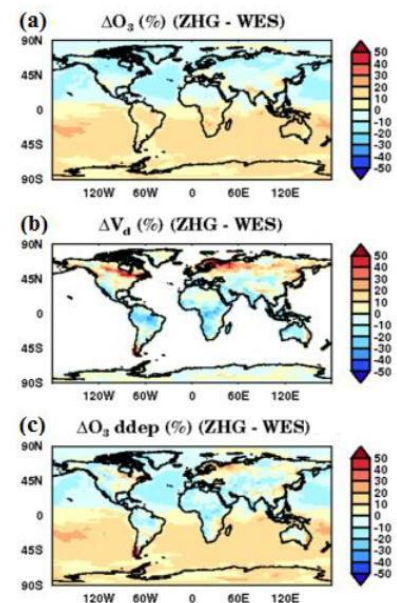 (a) ΔO₃ (%) (ZHG - WES)
90N
45N
0
45S
90S
120W 60W 0 60E 120E
50
40
30
20
10
0
-10
-20
-30
-40
-50
(b) ΔV_d (%) (ZHG - WES)
90N
45N
0
45S
90S
120W 60W 0 60E 120E
50
40
30
20
10
0
-10
-20
-30
-40
-50
(c) ΔO₃ ddep (%) (ZHG - WES)
90N
45N
0
45S
90S
120W 60W 0 60E 120E
50
40
30
20
10
0
-10
-20
-30
-40
-50